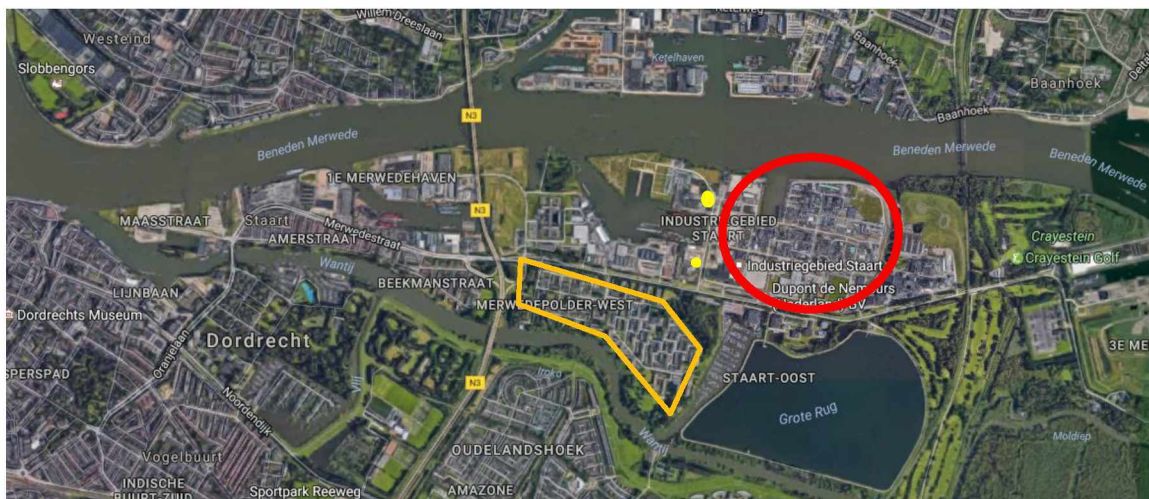 Willem Dreeslaan
Westeind
Slobbengors
Ketelhaven
Baanhoek
Baanhoek
Baanhoek
N3
Beneden Merwede
Beneden Merwede
Beneden Merwede
1E MERWEDEHAVEN
N3
MAASSTRAAT
Staart
Merwedestraat
AMERSTRAAT
INDUSTRIEGEBIED
STAART
Crayestein
Crayestein Golf
Wantij
Industriegebied Staart
BEEKMANSTRAAT
Dupont de Nemours
LIJNBAAN
MERWEDEPOLDER-WEST
Dordrechts Museum
Oranjelaan
Dordrecht
3E ME
SPERSPAD
N3
STAART-OOST
Noordendijk
Grote Rug
Wantij
Moldiep
OUDELANDSHOEK
Vogelbuurt
INDISCHE
BUURT-ZUID
Sportpark Reeweg
AMAZONE